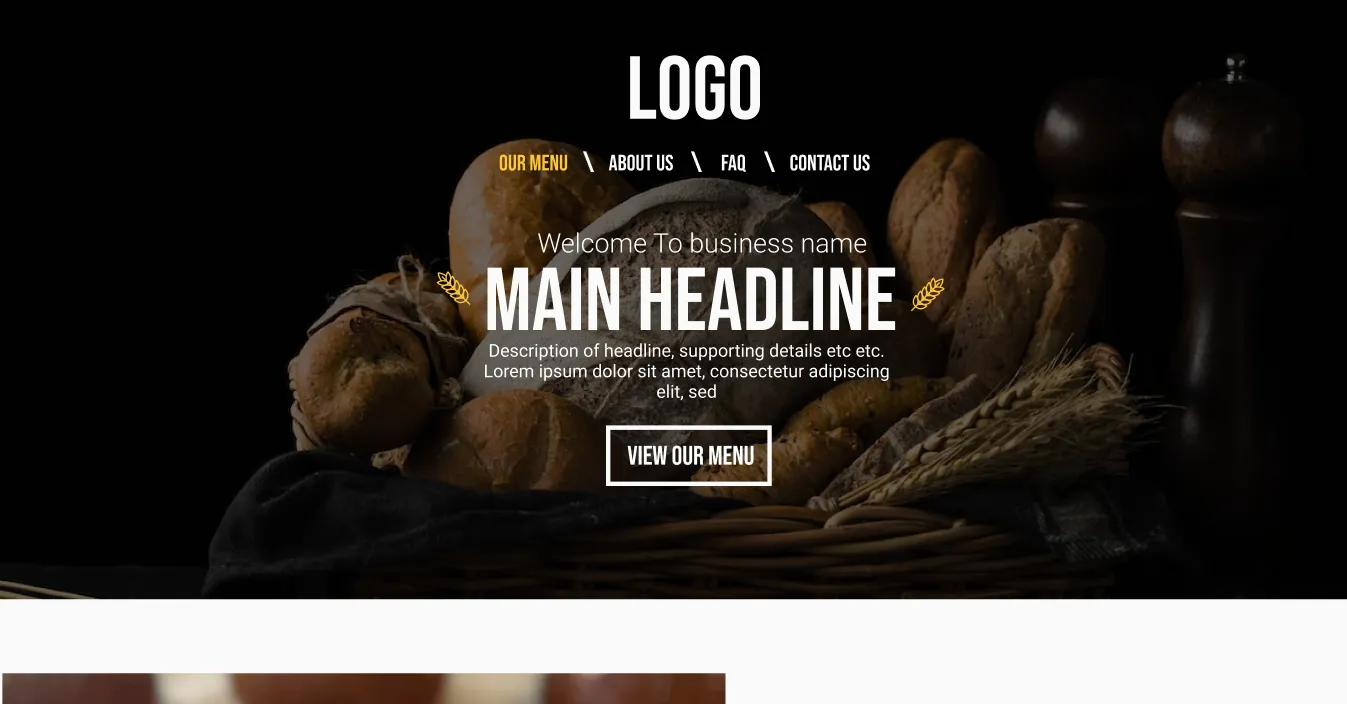 LOGO
OUR MENU \ ABOUT US \ FAQ \ CONTACT US
Welcome To business name
MAIN HEADLINE
Description of headline, supporting details etc etc.
Lorem ipsum dolor sit amet, consectetur adipiscing
elit, sed
VIEW OUR MENU